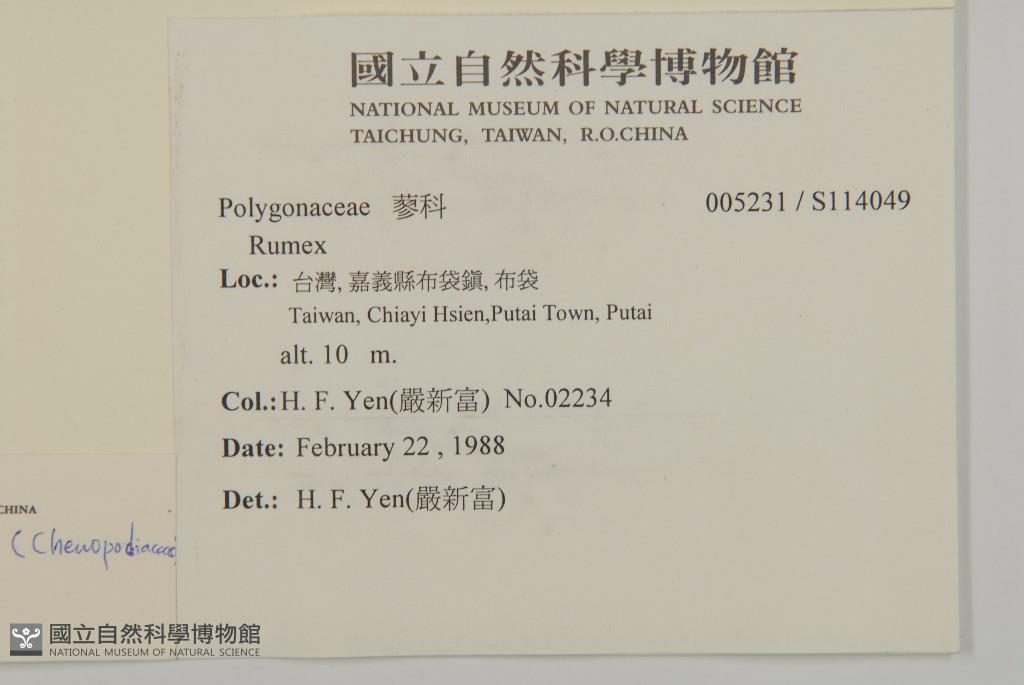 國立自然科學博物館
NATIONAL MUSEUM OF NATURAL SCIENCE
TAICHUNG, TAIWAN, R.O.CHINA
Polygonaceae 蓼科 005231 / S114049
Rumex
Loc.: 台灣, 嘉義縣布袋鎮, 布袋
Taiwan, Chiayi Hsien,Putai Town, Putai
alt. 10 m.
Col.: H. F. Yen(嚴新富) No.02234
Date: February 22 , 1988
Det.: H. F. Yen(嚴新富)
CHINA
(Chenopodiaceae)
國立自然科學博物館
NATIONAL MUSEUM OF NATURAL SCIENCE